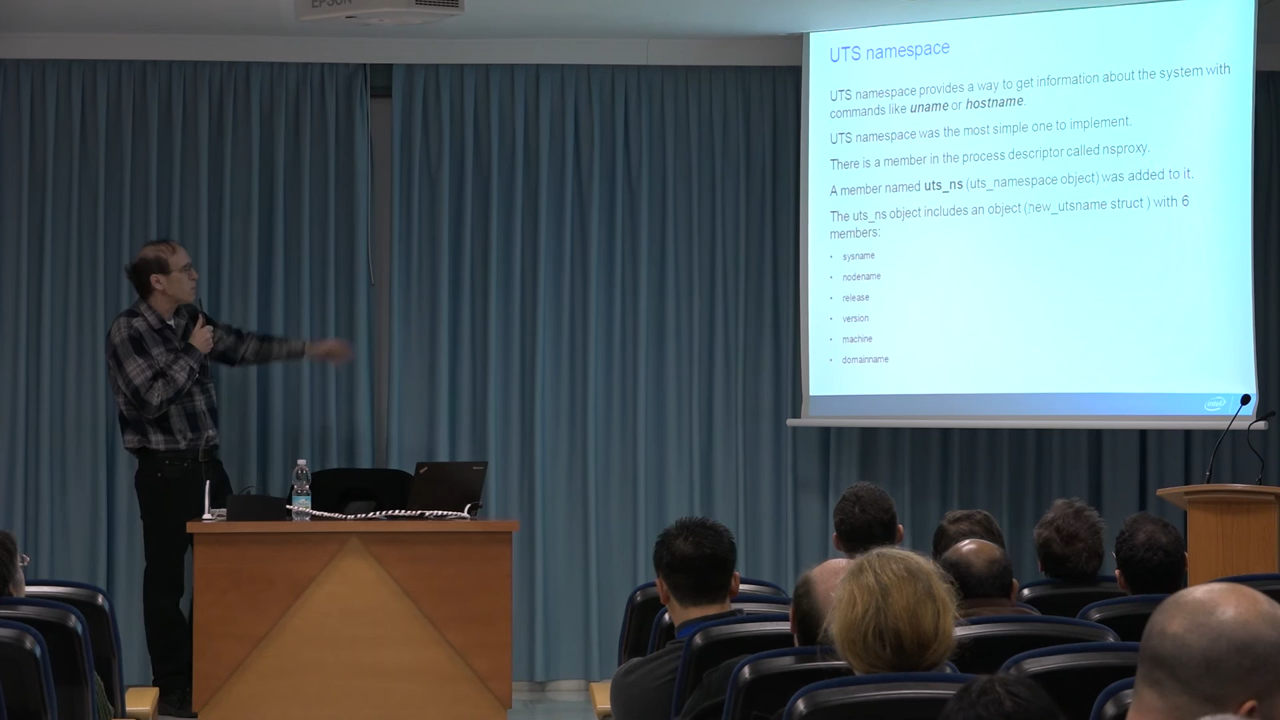 EPSON
UTS namespace
UTS namespace provides a way to get information about the system with
commands like uname or hostname.
UTS namespace was the most simple one to implement.
There is a member in the process descriptor called nsproxy.
A member named uts_ns (uts_namespace object) was added to it.
The uts_ns object includes an object (new_utsname struct ) with 6
members:
• sysname
• nodename
• release
• version
• machine
• domainname
intel